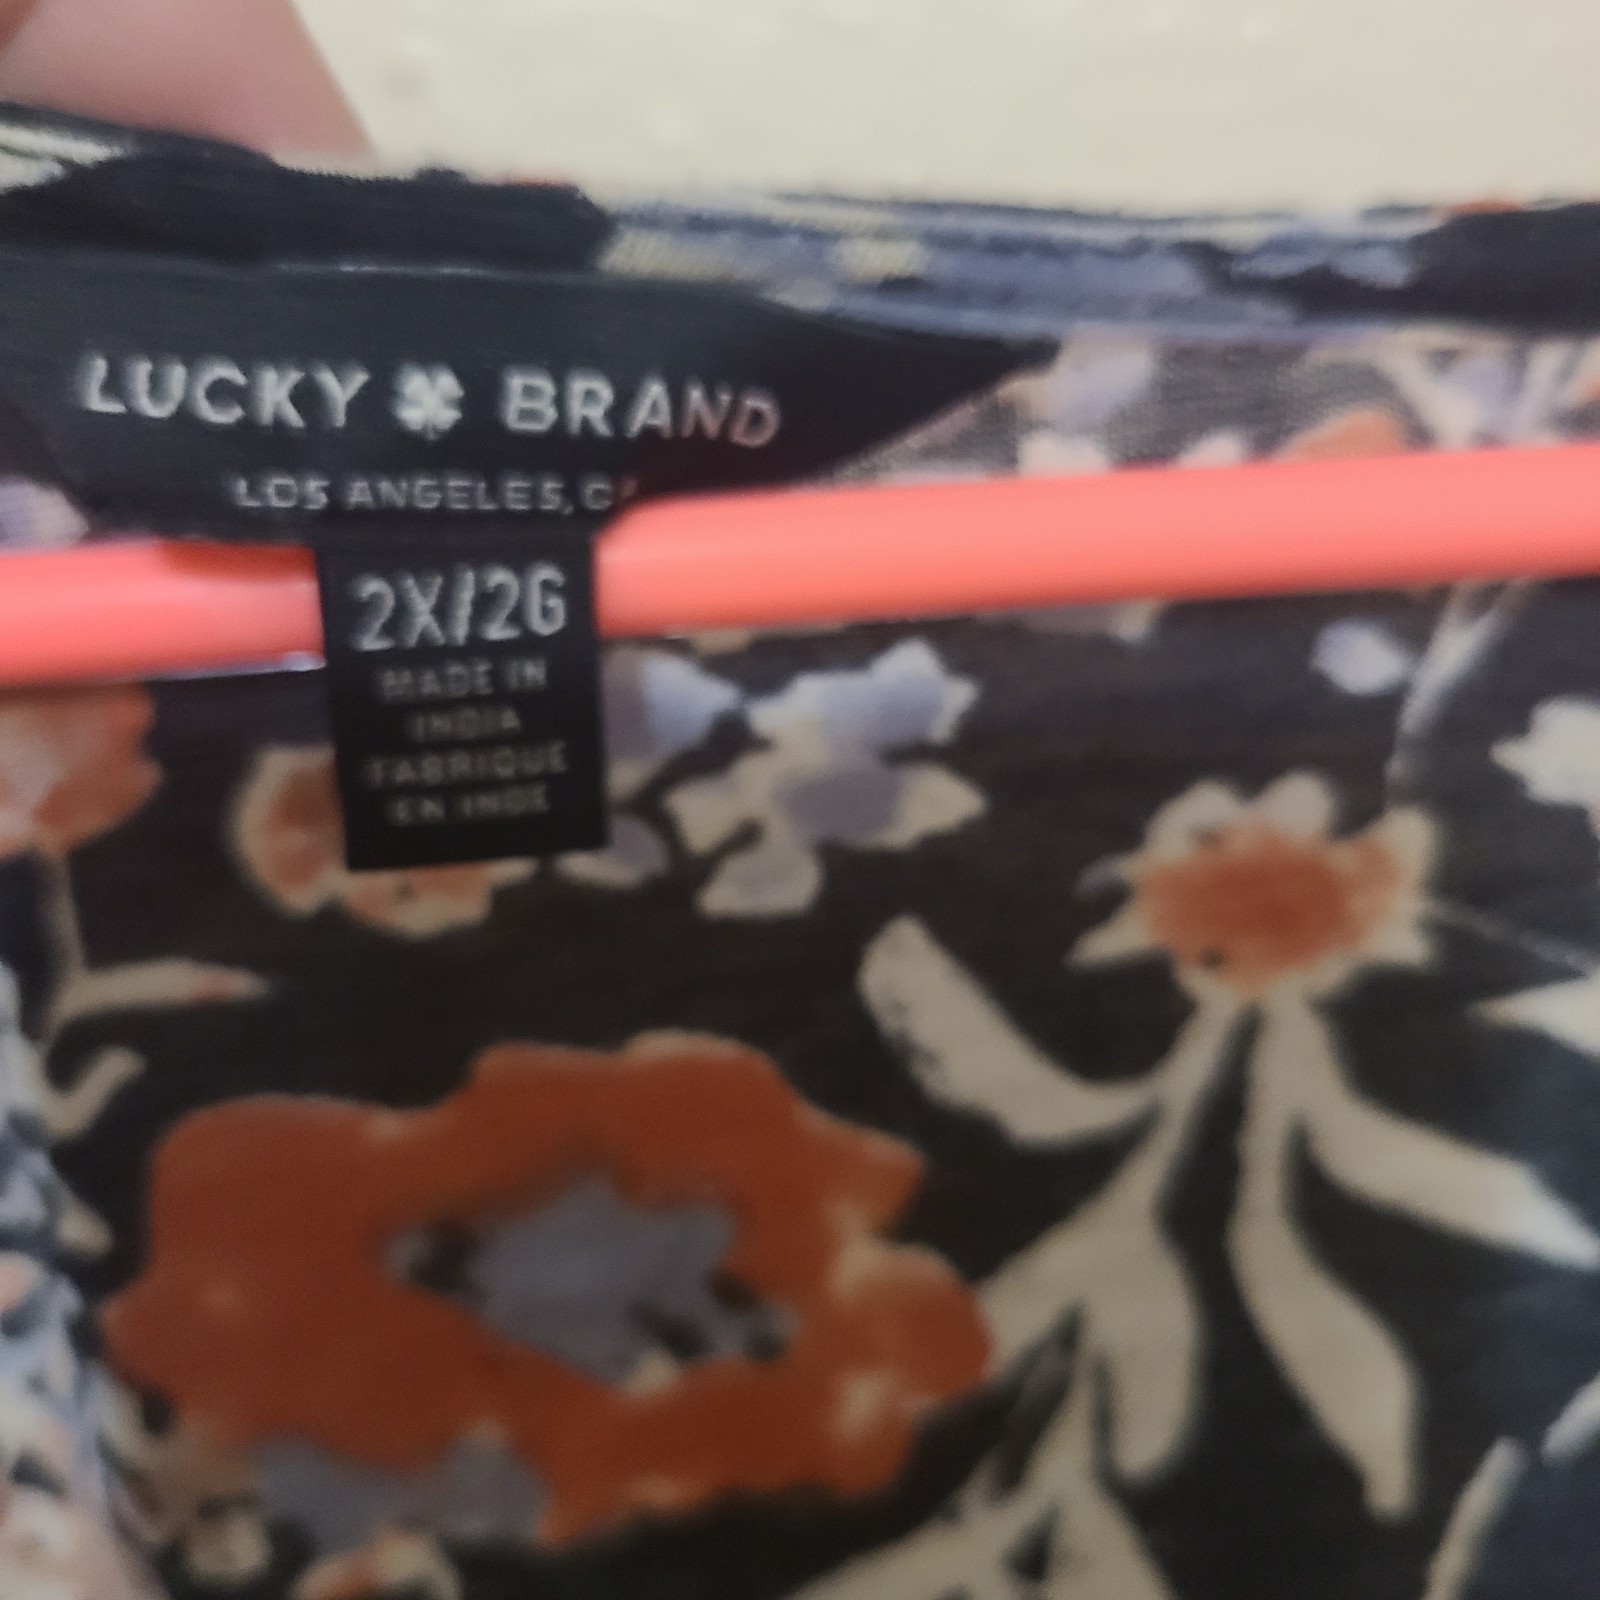 LUCKY BRAND
LOS ANGELES, C
2X/2G
MADE IN
INDIA
FABRIQUE
EN INDE